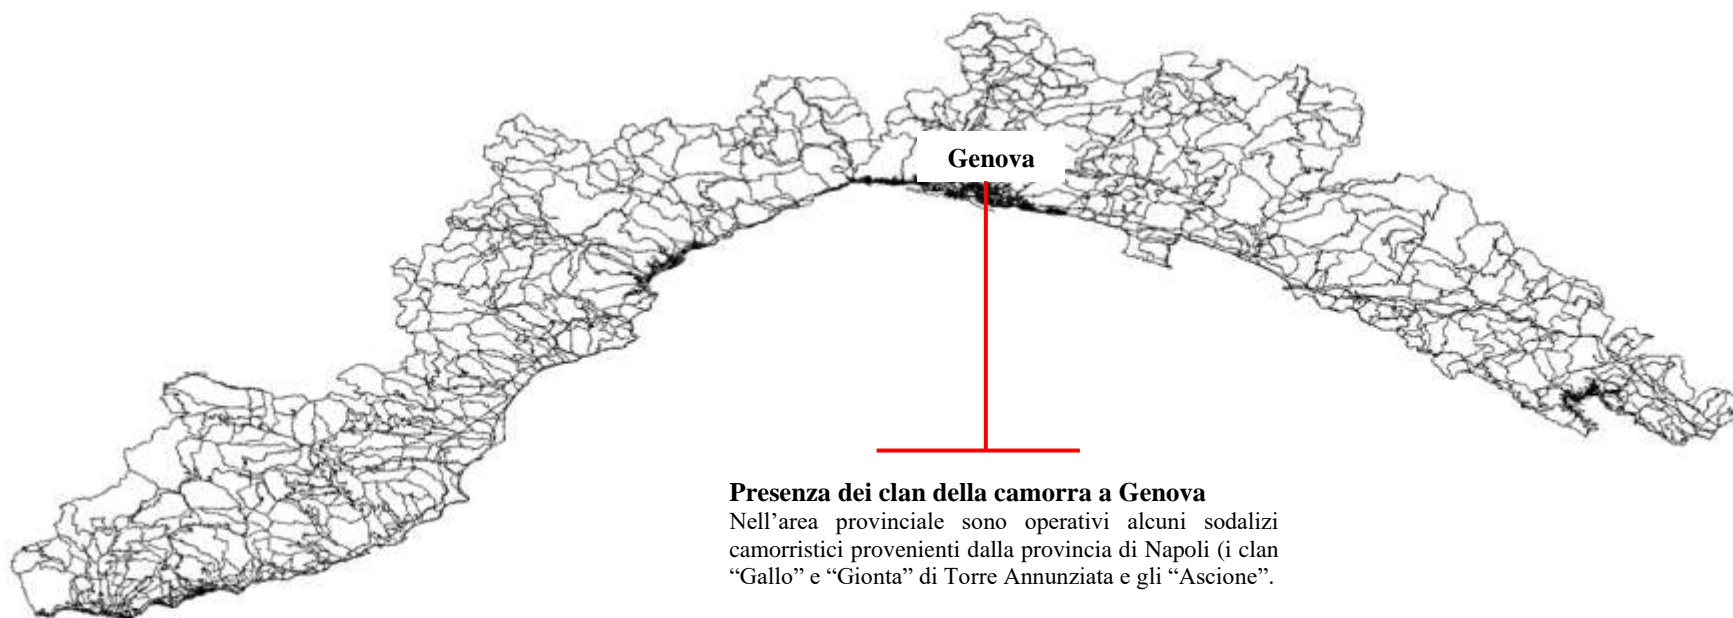 Genova
Presenza dei clan della camorra a Genova
Nell’area provinciale sono operativi alcuni sodalizi
camorristici provenienti dalla provincia di Napoli (i clan
“Gallo” e “Gionta” di Torre Annunziata e gli “Ascione”.